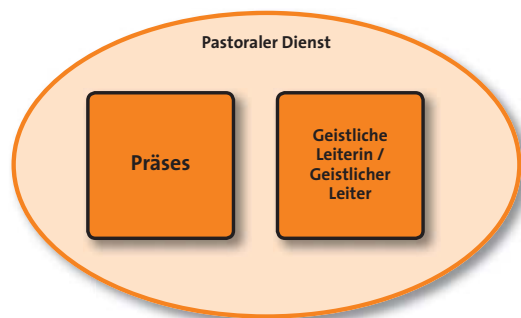 Pastoraler Dienst
Präses
Geistliche
Leiterin /
Geistlicher
Leiter